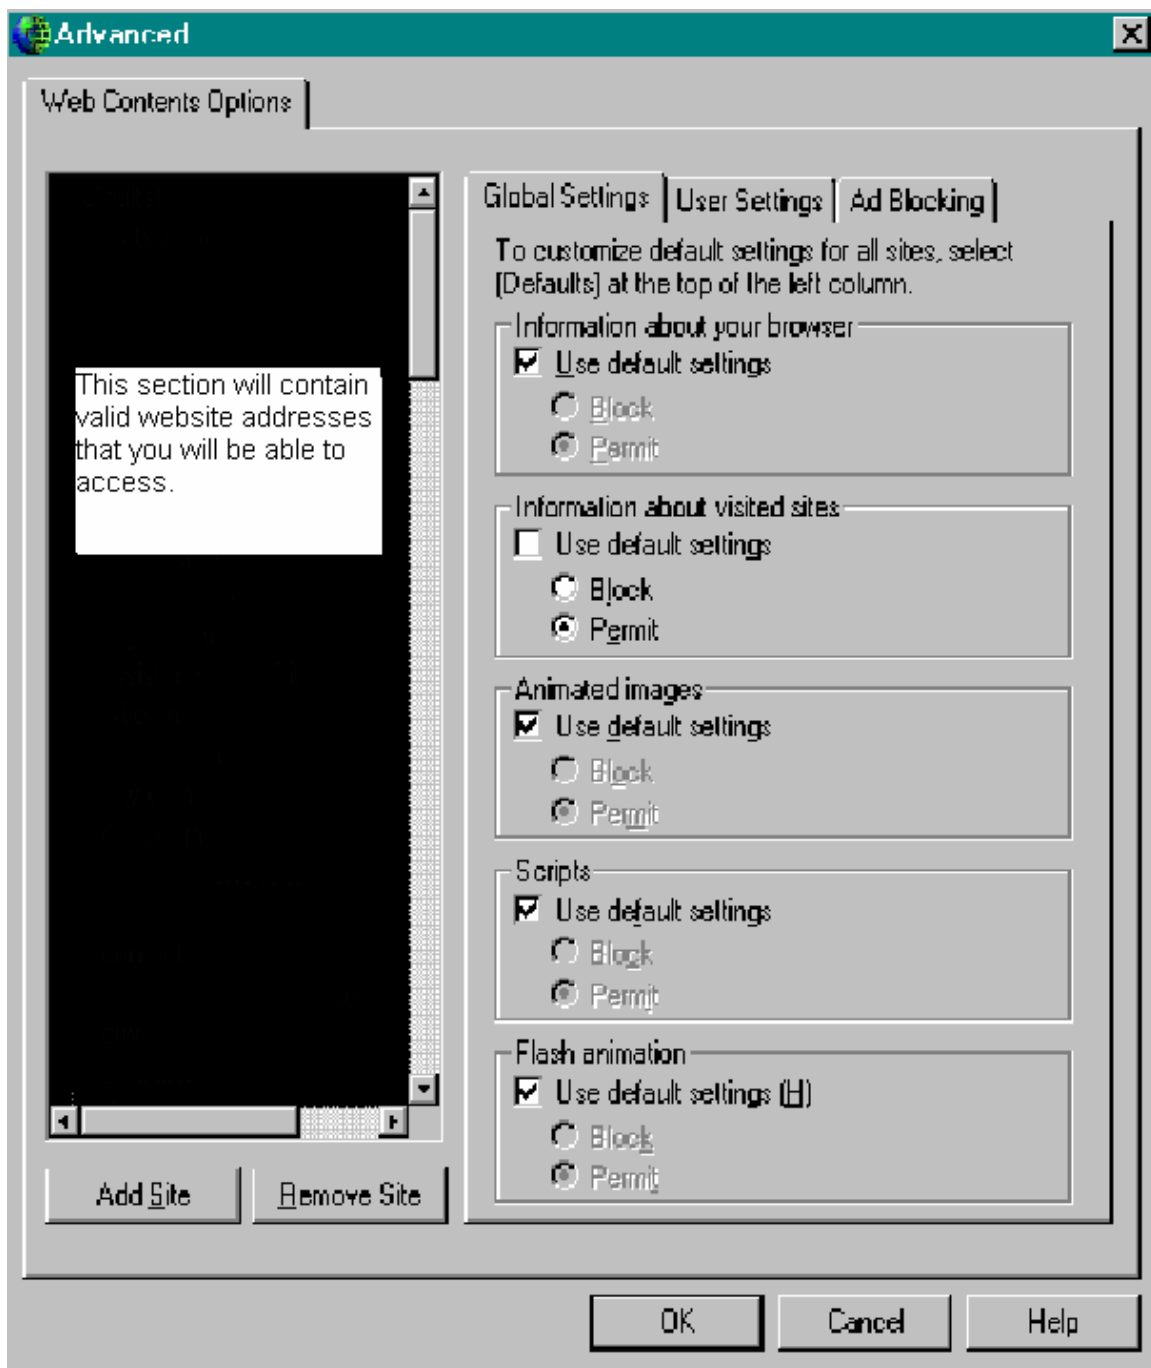 Advanced
Web Contents Options
This section will contain
valid website addresses
that you will be able to
access.
Add Site
Remove Site
Global Settings
User Settings
Ad Blocking
To customize default settings for all sites, select
[Defaults] at the top of the left column.
Information about your browser
Use default settings
Block
Permit
Information about visited sites
Use default settings
Block
Permit
Animated images
Use default settings
Block
Permit
Scripts
Use default settings
Block
Permit
Flash animation
Use default settings (H)
Block
Permit
OK
Cancel
Help